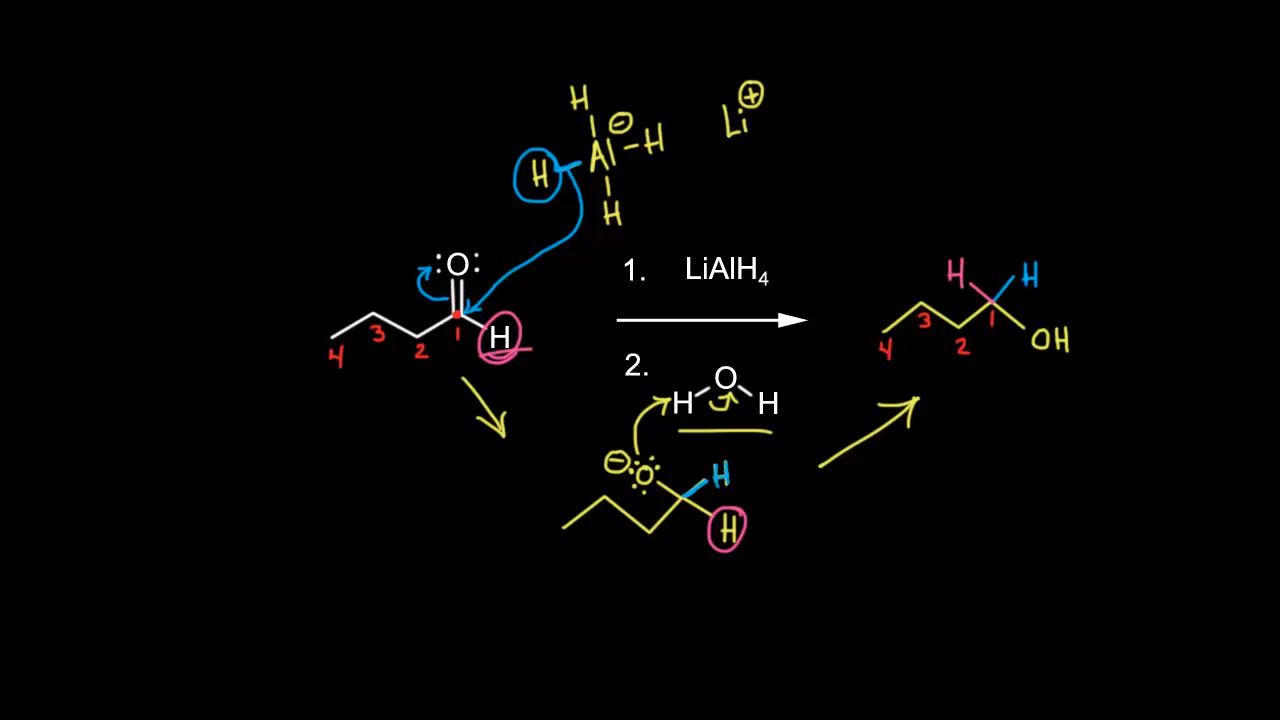 H
⊖
Li⊕
H–Al–H
H
:O:
1. LiAlH4
H H
4 3 2 1 H
4 3 2 1 OH
2. H O H
⊖ :O: H
H